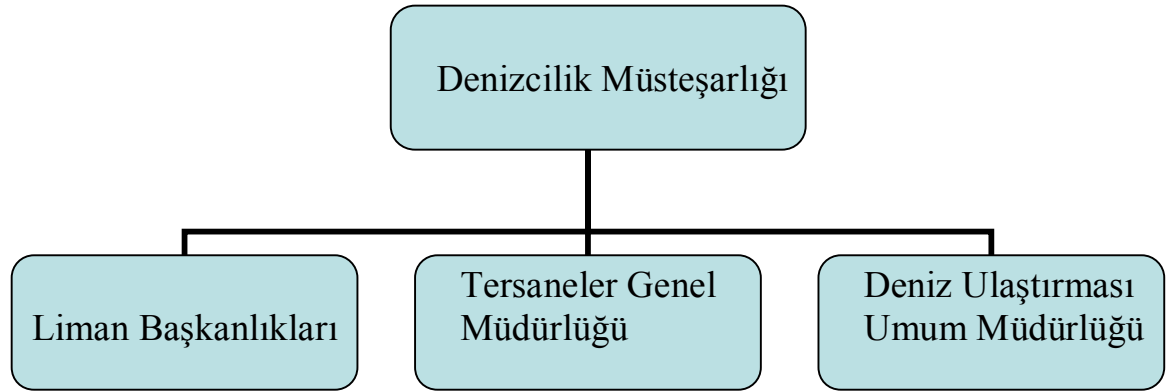 Denizcilik Müsteşarlığı
Liman Başkanlıkları
Tersaneler Genel
Müdürlüğü
Deniz Ulaştırması
Umum Müdürlüğü